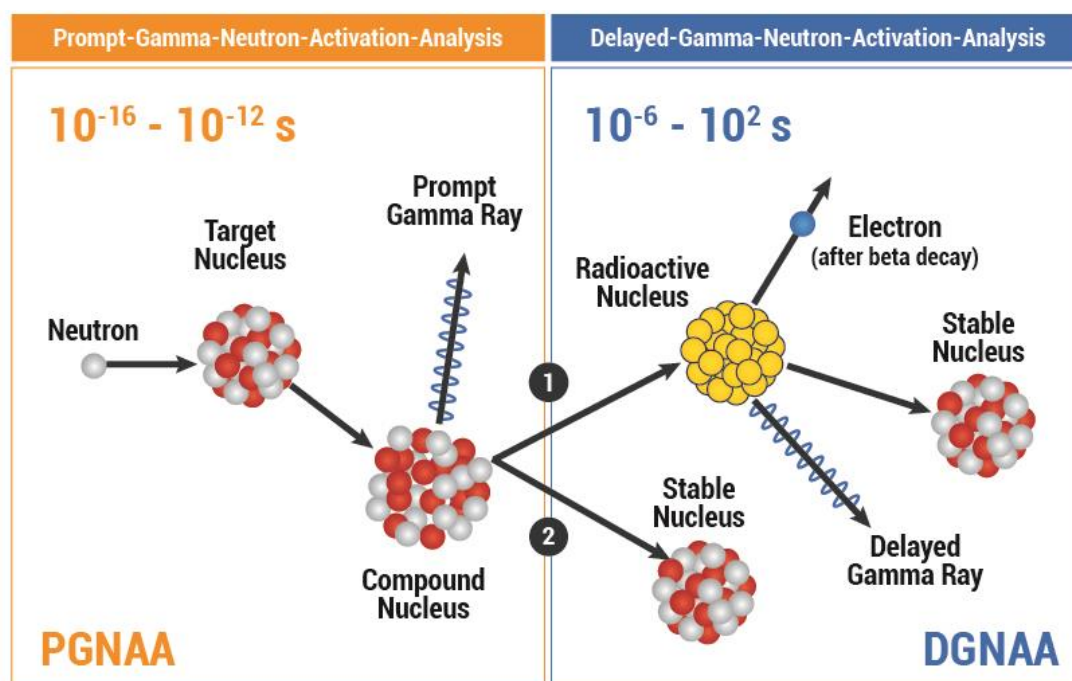 Prompt-Gamma-Neutron-Activation-Analysis
Delayed-Gamma-Neutron-Activation-Analysis
10⁻¹⁶ - 10⁻¹² s
10⁻⁶ - 10² s
Prompt
Gamma Ray
Target
Nucleus
Neutron
Compound
Nucleus
1
2
Electron
(after beta decay)
Radioactive
Nucleus
Stable
Nucleus
Stable
Nucleus
Delayed
Gamma Ray
PGNAA
DGNAA